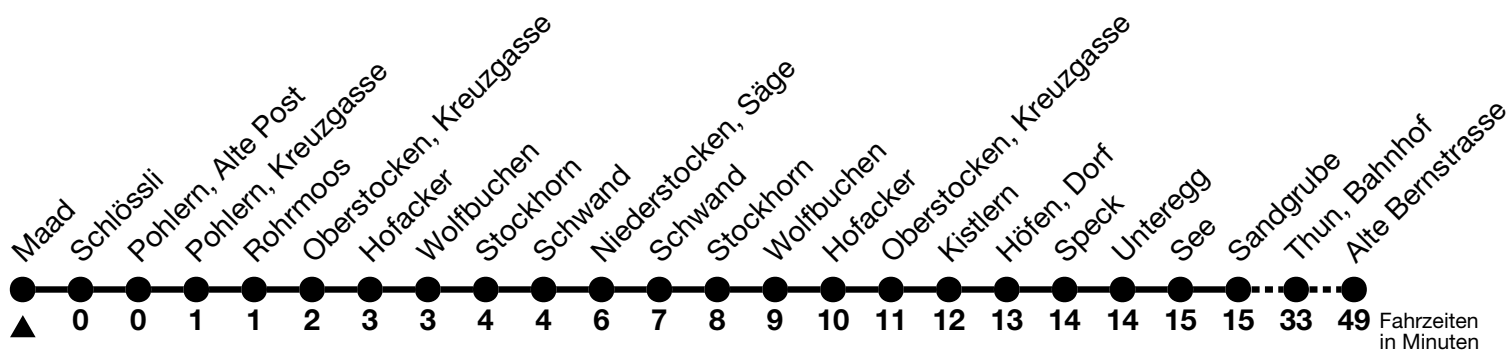 Maad
Schlössli
Pohlern, Alte Post
Pohlern, Kreuzgasse
Rohrmoos
Oberstocken, Kreuzgasse
Hofacker
Wolfbuchen
Stockhorn
Schwand
Niederstocken, Säge
Schwand
Stockhorn
Wolfbuchen
Hofacker
Oberstocken, Kreuzgasse
Kistlern
Höfen, Dorf
Speck
Unteregg
See
Sandgrube
Thun, Bahnhof
Alte Bernstrasse
0 0 1 1 2 3 3 4 4 6 7 8 9 10 11 12 13 14 14 15 15 33 49 Fahrzeiten
in Minuten